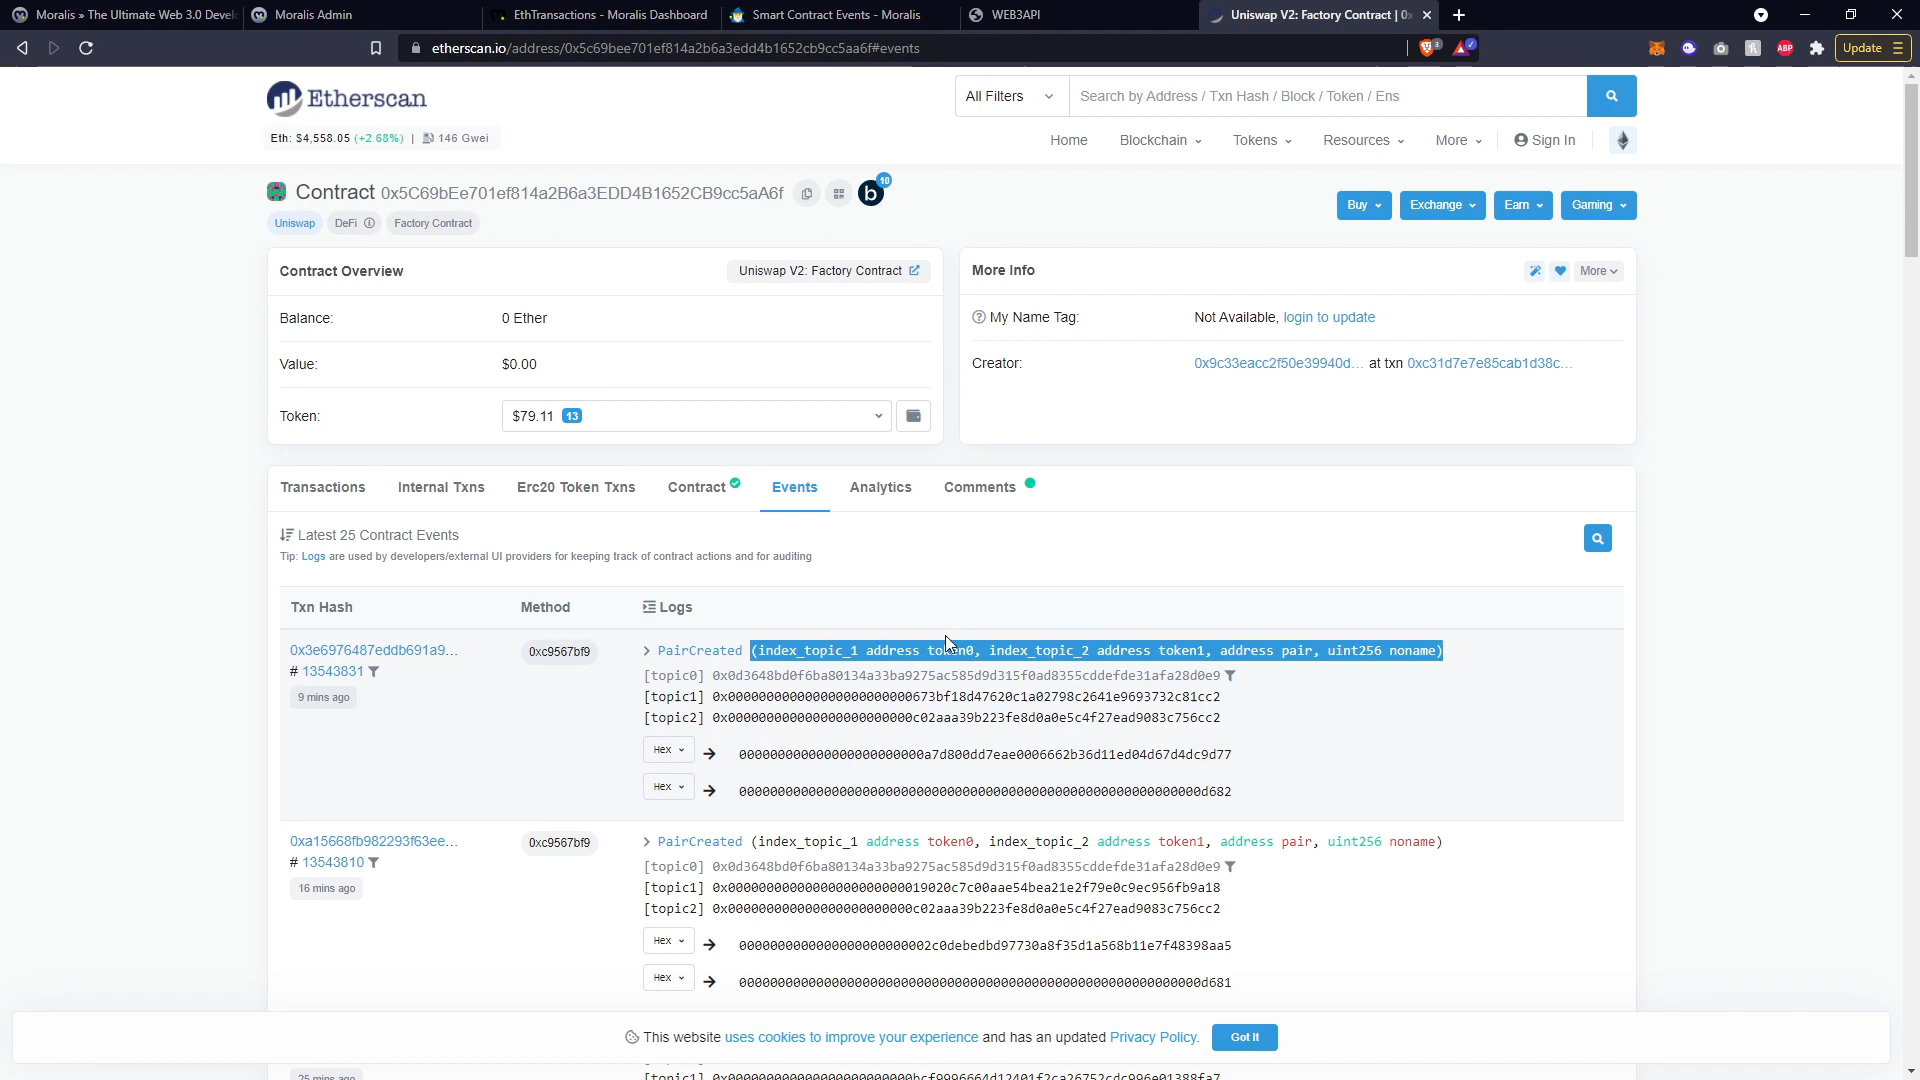 Moralis » The Ultimate Web 3.0 Devel
Moralis Admin
EthTransactions - Moralis Dashboard
Smart Contract Events - Moralis
WEB3API
Uniswap V2: Factory Contract | 0x
etherscan.io/address/0x5c69bee701ef814a2b6a3edd4b1652cb9cc5aa6f#events
3
ABP
Update
Etherscan
All Filters
Search by Address / Txn Hash / Block / Token / Ens
Eth: $4,558.05 (+2.68%) | 146 Gwei
Home
Blockchain
Tokens
Resources
More
Sign In
Contract 0x5C69bEe701ef814a2B6a3EDD4B1652CB9cc5aA6f
b
10
Buy
Exchange
Earn
Gaming
Uniswap
DeFi
Factory Contract
Contract Overview
Uniswap V2: Factory Contract
More Info
More
Balance:
0 Ether
My Name Tag:
Not Available, login to update
Value:
$0.00
Creator:
0x9c33eacc2f50e39940d... at txn 0xc31d7e7e85cab1d38c...
Token:
$79.11 13
Transactions
Internal Txns
Erc20 Token Txns
Contract
Events
Analytics
Comments
Latest 25 Contract Events
Tip: Logs are used by developers/external UI providers for keeping track of contract actions and for auditing
Txn Hash
Method
Logs
0x3e6976487eddb691a9...
# 13543831
9 mins ago
0xc9567bf9
> PairCreated (index_topic_1 address token0, index_topic_2 address token1, address pair, uint256 noname)
[topic0] 0x0d3648bd0f6ba80134a33ba9275ac585d9d315f0ad8355cddefde31afa28d0e9
[topic1] 0x000000000000000000000000673bf18d47620c1a02798c2641e9693732c81cc2
[topic2] 0x000000000000000000000000c02aaa39b223fe8d0a0e5c4f27ead9083c756cc2
Hex → 000000000000000000000000a7d800dd7eae0006662b36d11ed04d67d4dc9d77
Hex → 000000000000000000000000000000000000000000000000000000000000d682
0xa15668fb982293f63ee...
# 13543810
16 mins ago
0xc9567bf9
> PairCreated (index_topic_1 address token0, index_topic_2 address token1, address pair, uint256 noname)
[topic0] 0x0d3648bd0f6ba80134a33ba9275ac585d9d315f0ad8355cddefde31afa28d0e9
[topic1] 0x000000000000000000000000019020c7c00aae54bea21e2f79e0c9ec956fb9a18
[topic2] 0x000000000000000000000000c02aaa39b223fe8d0a0e5c4f27ead9083c756cc2
Hex → 0000000000000000000000002c0debedbd97730a8f35d1a568b11e7f48398aa5
Hex → 000000000000000000000000000000000000000000000000000000000000d681
This website uses cookies to improve your experience and has an updated Privacy Policy.
Got It
25 mins ago